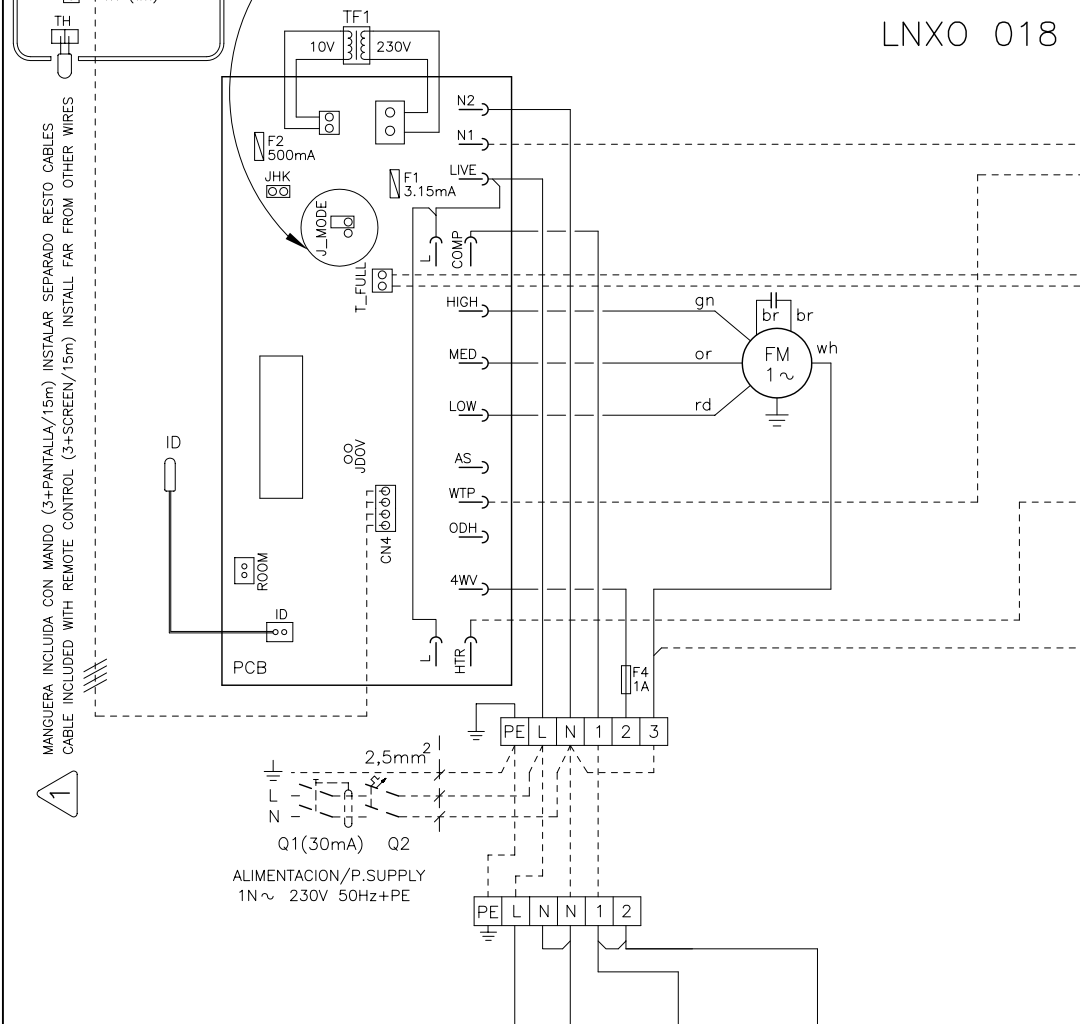 TH
TF1
LNXO 018
10V
230V
N2
N1
F2
500mA
LIVE
JHK
F1
3.15mA
J_MODE
L
COMP
T_FULL
HIGH
gn
br
br
MED
or
FM
1~
wh
LOW
rd
ID
JDOV
AS
WTP
CN4
ODH
ROOM
4WV
ID
L
HTR
PCB
F4
1A
MANGUERA INCLUIDA CON MANDO (3+PANTALLA/15m) INSTALAR SEPARADO RESTO CABLES
CABLE INCLUDED WITH REMOTE CONTROL (3+SCREEN/15m) INSTALL FAR FROM OTHER WIRES
1
PE L N 1 2 3
2,5mm²
L
N
Q1(30mA) Q2
ALIMENTACION/P.SUPPLY
1N~ 230V 50Hz+PE
PE L N N 1 2